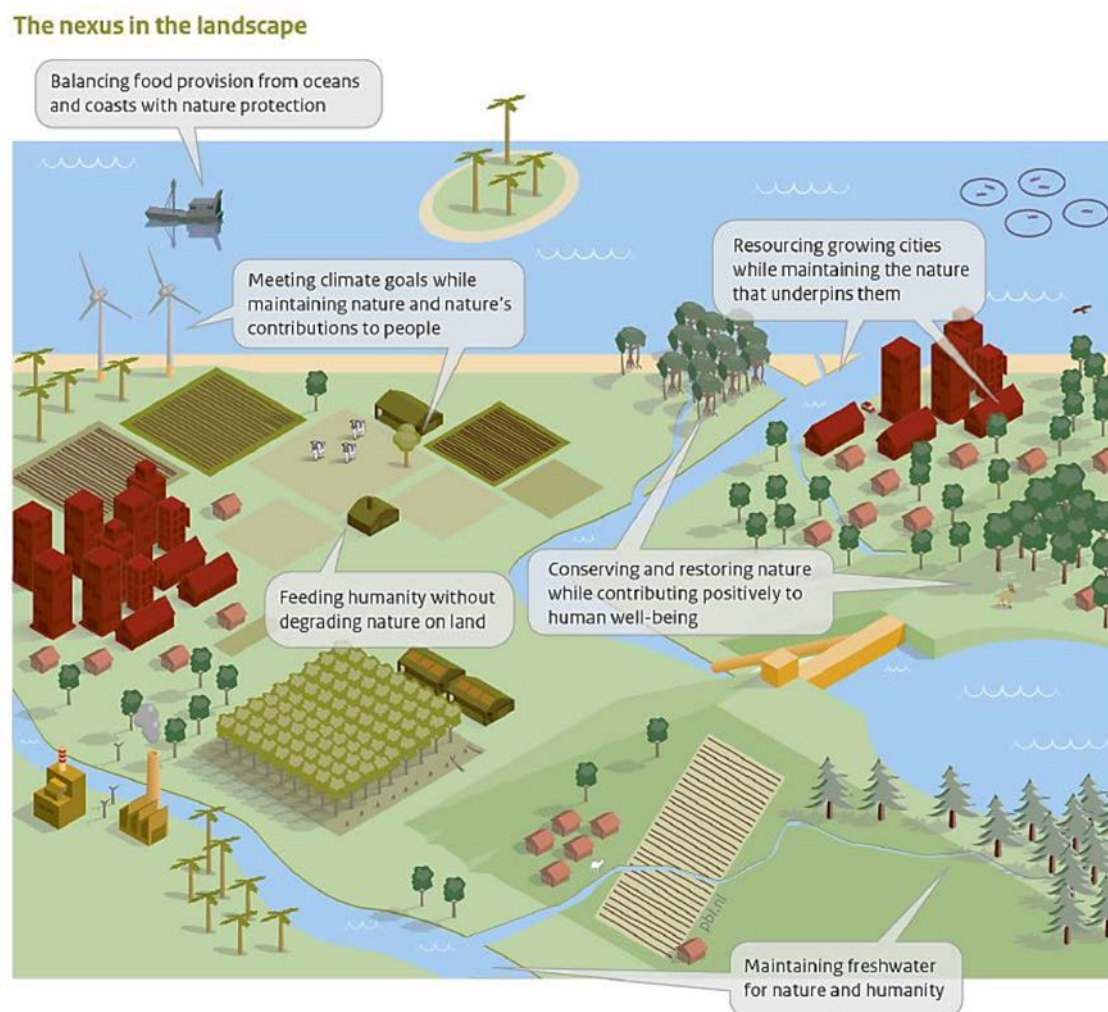 The nexus in the landscape
Balancing food provision from oceans
and coasts with nature protection
Meeting climate goals while
maintaining nature and nature's
contributions to people
Resourcing growing cities
while maintaining the nature
that underpins them
Feeding humanity without
degrading nature on land
Conserving and restoring nature
while contributing positively to
human well-being
pbl.nl
Maintaining freshwater
for nature and humanity